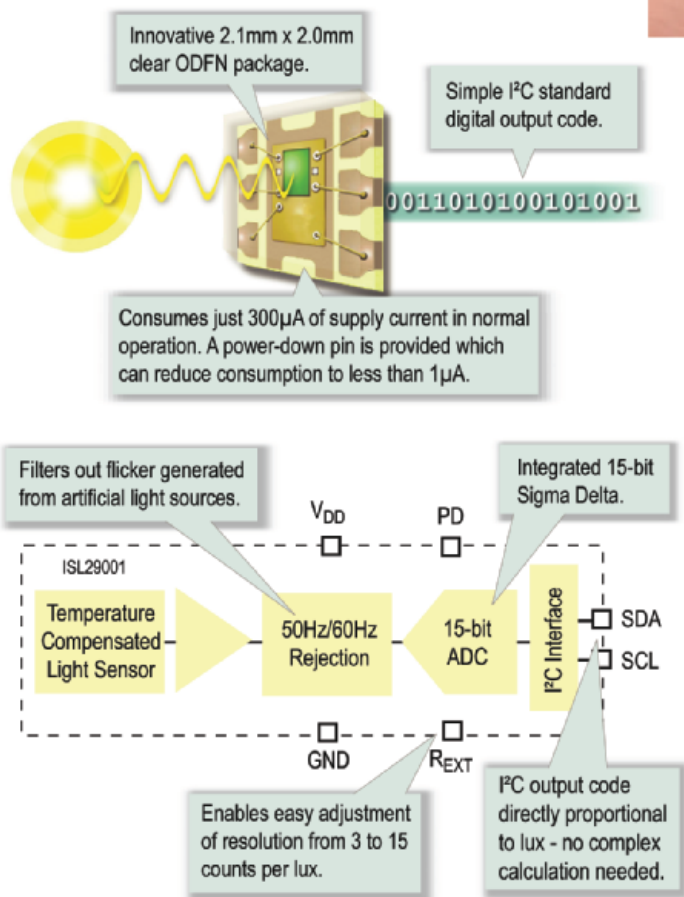 Innovative 2.1mm x 2.0mm
clear ODFN package.
Simple I²C standard
digital output code.
0011010100101001
Consumes just 300µA of supply current in normal
operation. A power-down pin is provided which
can reduce consumption to less than 1µA.
Filters out flicker generated
from artificial light sources.
Integrated 15-bit
Sigma Delta.
VDD
PD
ISL29001
Temperature
Compensated
Light Sensor
50Hz/60Hz
Rejection
15-bit
ADC
I²C Interface
SDA
SCL
GND
REXT
Enables easy adjustment
of resolution from 3 to 15
counts per lux.
I²C output code
directly proportional
to lux - no complex
calculation needed.